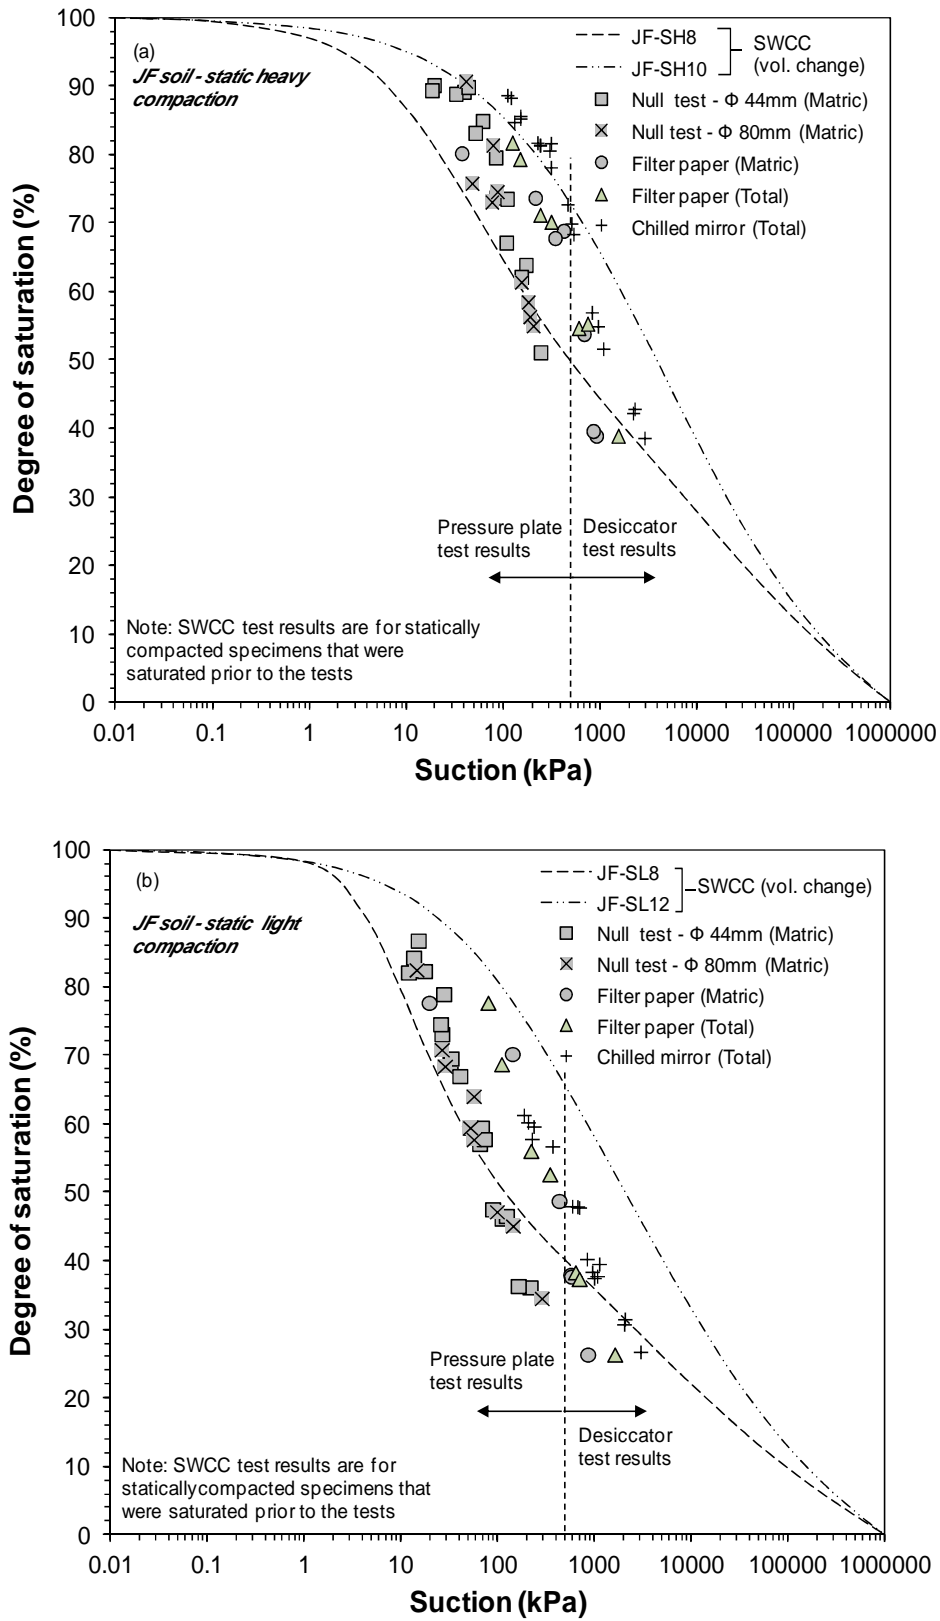 100
90
80
70
60
50
40
30
20
10
0
Degree of saturation (%)
(a)
JF soil - static heavy
compaction
JF-SH8
JF-SH10
SWCC
(vol. change)
Null test - Φ 44mm (Matric)
Null test - Φ 80mm (Matric)
Filter paper (Matric)
Filter paper (Total)
Chilled mirror (Total)
Pressure plate
test results
Desiccator
test results
Note: SWCC test results are for statically
compacted specimens that were
saturated prior to the tests
0.01 0.1 1 10 100 1000 10000 100000 1000000
Suction (kPa)
100
90
80
70
60
50
40
30
20
10
0
Degree of saturation (%)
(b)
JF soil - static light
compaction
JF-SL8
JF-SL12
SWCC (vol. change)
Null test - Φ 44mm (Matric)
Null test - Φ 80mm (Matric)
Filter paper (Matric)
Filter paper (Total)
Chilled mirror (Total)
Pressure plate
test results
Desiccator
test results
Note: SWCC test results are for
statically compacted specimens that
were saturated prior to the tests
0.01 0.1 1 10 100 1000 10000 100000 1000000
Suction (kPa)